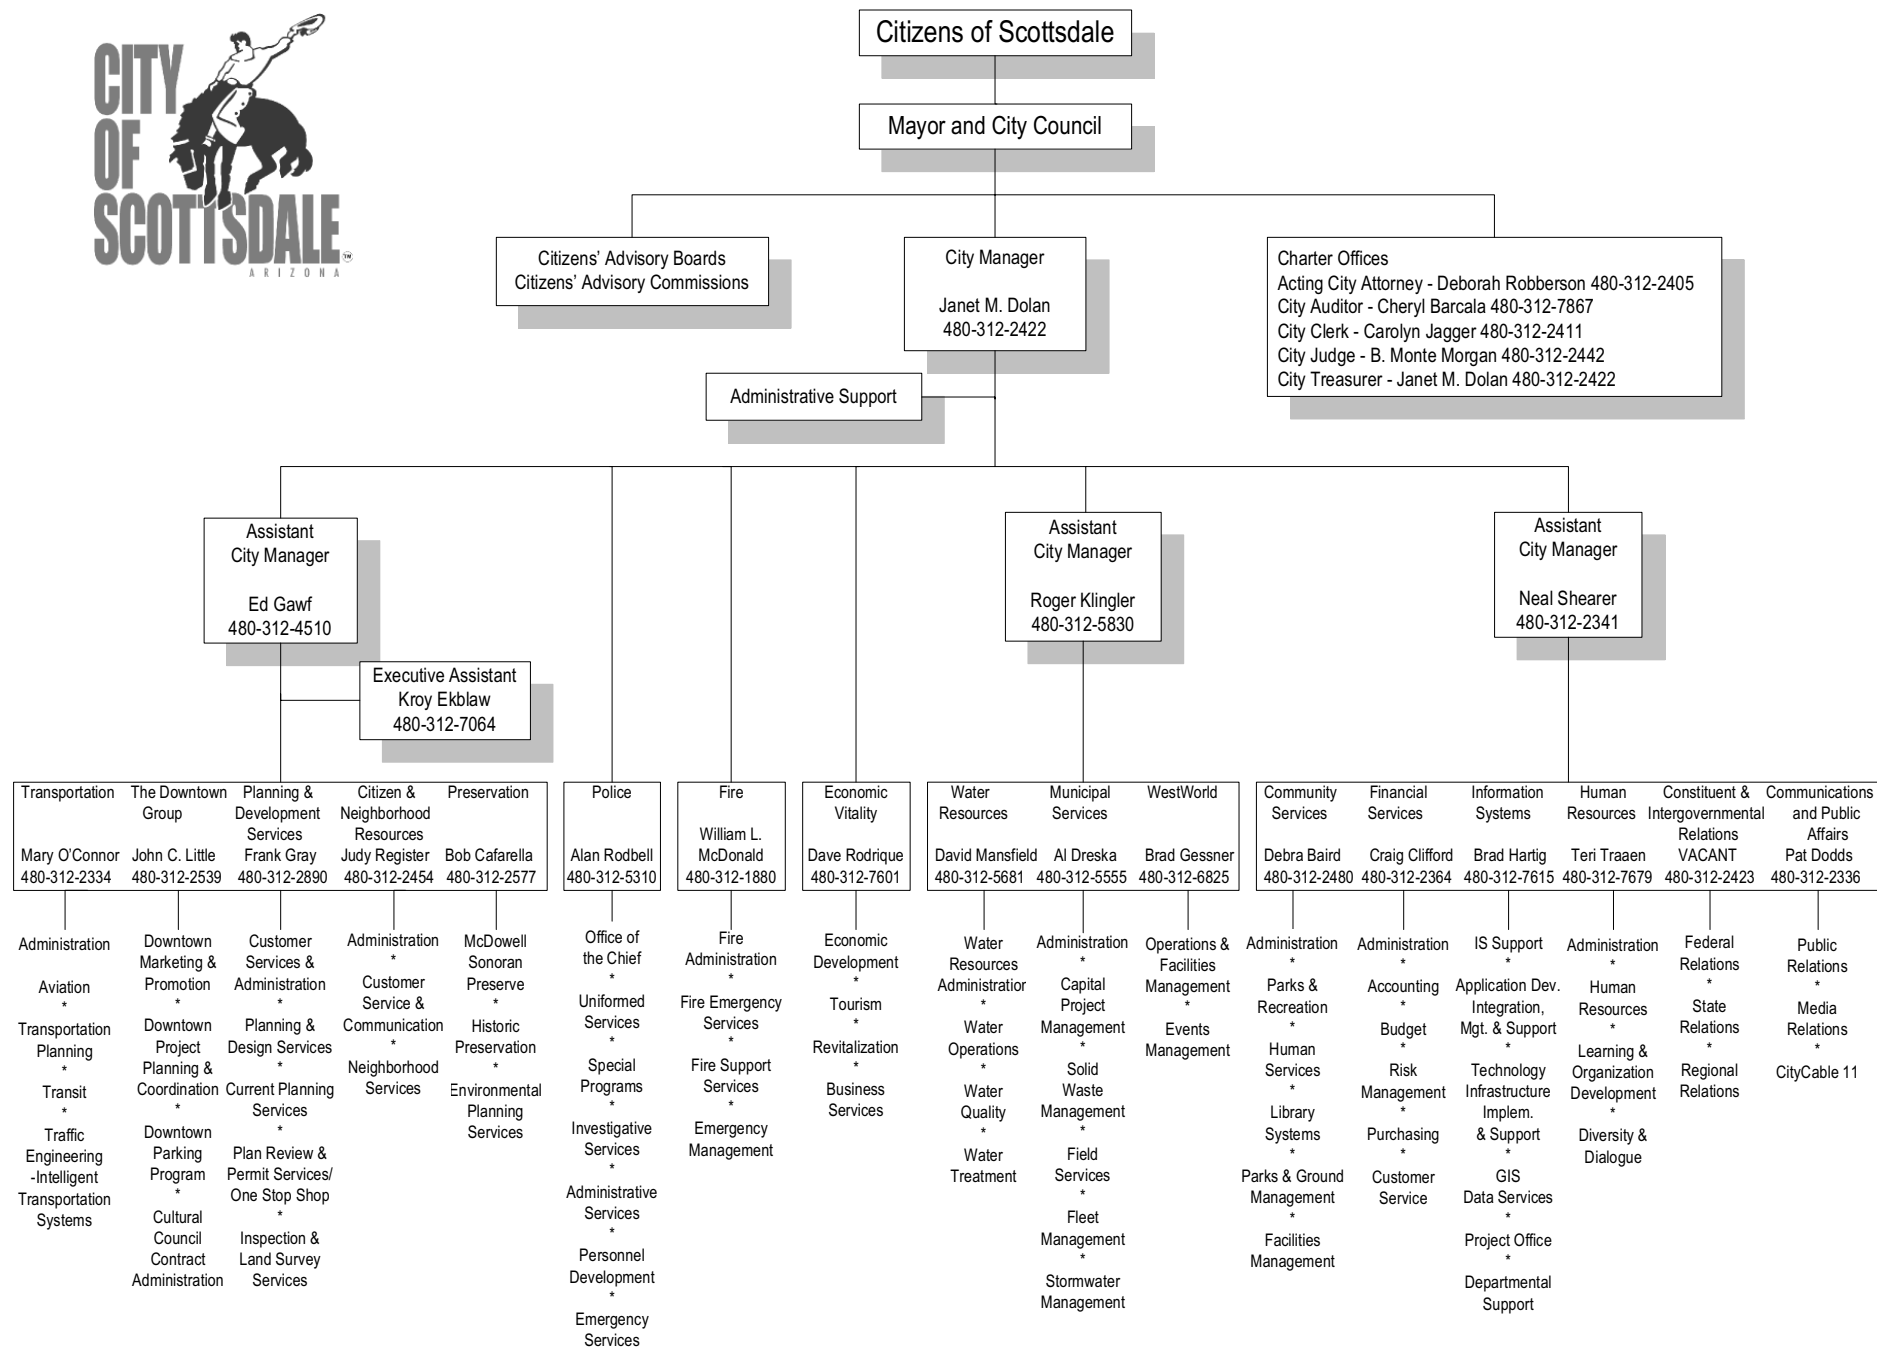 CITY
OF
SCOTTSDALE
TM
ARIZONA
Citizens of Scottsdale
Mayor and City Council
Citizens' Advisory Boards
Citizens' Advisory Commissions
City Manager
Janet M. Dolan
480-312-2422
Charter Offices
Acting City Attorney - Deborah Robberson 480-312-2405
City Auditor - Cheryl Barcala 480-312-7867
City Clerk - Carolyn Jagger 480-312-2411
City Judge - B. Monte Morgan 480-312-2442
City Treasurer - Janet M. Dolan 480-312-2422
Administrative Support
Assistant
City Manager
Ed Gawf
480-312-4510
Executive Assistant
Kroy Ekblaw
480-312-7064
Assistant
City Manager
Roger Klingler
480-312-5830
Assistant
City Manager
Neal Shearer
480-312-2341
Transportation
Mary O'Connor
480-312-2334
Administration
Aviation
*
Transportation
Planning
*
Transit
*
Traffic
Engineering
-Intelligent
Transportation
Systems
The Downtown
Group
John C. Little
480-312-2539
Downtown
Marketing &
Promotion
*
Downtown
Project
Planning &
Coordination
*
Downtown
Parking
Program
*
Cultural
Council
Contract
Administration
Planning &
Development
Services
Frank Gray
480-312-2890
Customer
Services &
Administration
*
Planning &
Design Services
*
Current Planning
Services
*
Plan Review &
Permit Services/
One Stop Shop
*
Inspection &
Land Survey
Services
Citizen &
Neighborhood
Resources
Judy Register
480-312-2454
Administration
*
Customer
Service &
Communication
*
Neighborhood
Services
Preservation
Bob Cafarella
480-312-2577
McDowell
Sonoran
Preserve
*
Historic
Preservation
*
Environmental
Planning
Services
Police
Alan Rodbell
480-312-5310
Office of
the Chief
*
Uniformed
Services
*
Special
Programs
*
Investigative
Services
*
Administrative
Services
*
Personnel
Development
*
Emergency
Services
Fire
William L.
McDonald
480-312-1880
Fire
Administration
*
Fire Emergency
Services
*
Fire Support
Services
*
Emergency
Management
Economic
Vitality
Dave Rodrique
480-312-7601
Economic
Development
*
Tourism
*
Revitalization
*
Business
Services
Water
Resources
David Mansfield
480-312-5681
Water
Resources
Administration
*
Water
Operations
*
Water
Quality
*
Water
Treatment
Municipal
Services
Al Dreska
480-312-5555
Administration
*
Capital
Project
Management
*
Solid
Waste
Management
*
Field
Services
*
Fleet
Management
*
Stormwater
Management
WestWorld
Brad Gessner
480-312-6825
Operations &
Facilities
Management
*
Events
Management
Community
Services
Debra Baird
480-312-2480
Administration
*
Parks &
Recreation
*
Human
Services
*
Library
Systems
*
Parks & Ground
Management
*
Facilities
Management
Financial
Services
Craig Clifford
480-312-2364
Administration
*
Accounting
*
Budget
*
Risk
Management
*
Purchasing
*
Customer
Service
Information
Systems
Brad Hartig
480-312-7615
IS Support
*
Application Dev.
Integration,
Mgt. & Support
*
Technology
Infrastructure
Implem.
& Support
*
GIS
Data Services
*
Project Office
*
Departmental
Support
Human
Resources
Teri Traaen
480-312-7679
Administration
*
Human
Resources
*
Learning &
Organization
Development
*
Diversity &
Dialogue
Constituent &
Intergovernmental
Relations
VACANT
480-312-2423
Federal
Relations
*
State
Relations
*
Regional
Relations
Communications
and Public
Affairs
Pat Dodds
480-312-2336
Public
Relations
*
Media
Relations
*
CityCable 11